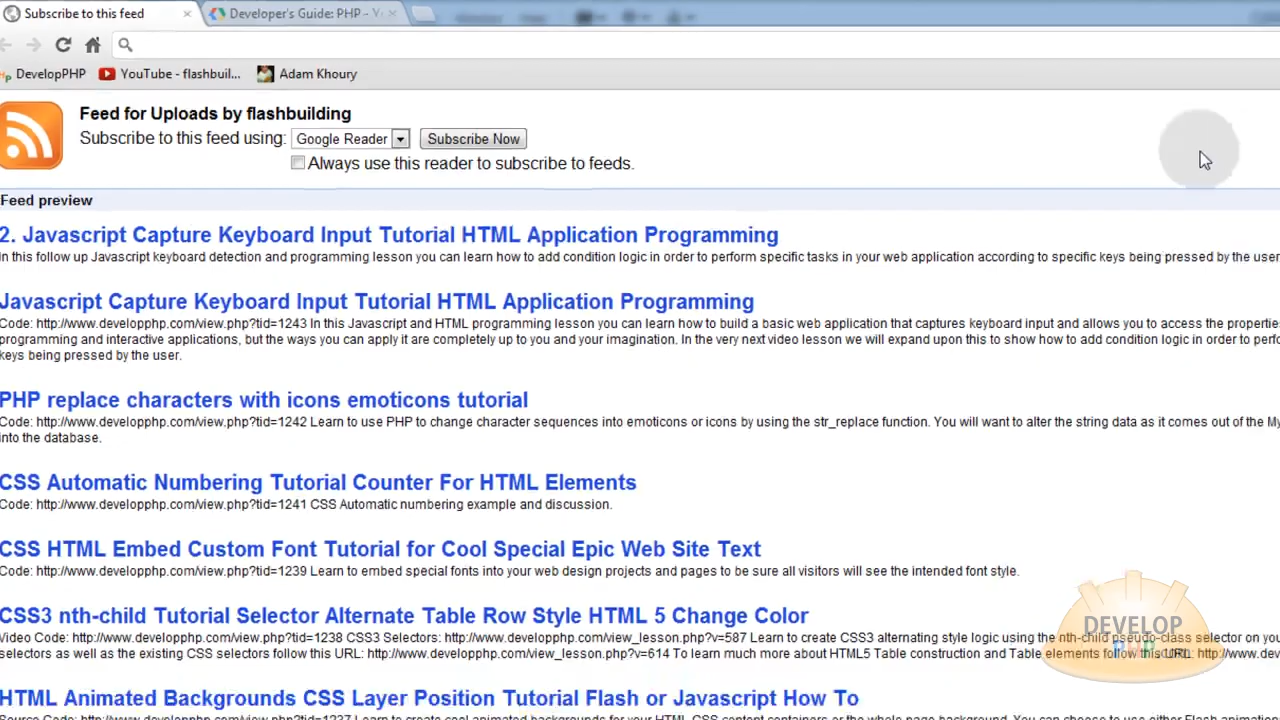 Subscribe to this feed
Developer's Guide: PHP - Y
DevelopPHP
YouTube - flashbuil...
Adam Khoury
Feed for Uploads by flashbuilding
Subscribe to this feed using: Google Reader Subscribe Now
Always use this reader to subscribe to feeds.
Feed preview
2. Javascript Capture Keyboard Input Tutorial HTML Application Programming
In this follow up Javascript keyboard detection and programming lesson you can learn how to add condition logic in order to perform specific tasks in your web application according to specific keys being pressed by the user
Javascript Capture Keyboard Input Tutorial HTML Application Programming
Code: http://www.developphp.com/view.php?tid=1243 In this Javascript and HTML programming lesson you can learn how to build a basic web application that captures keyboard input and allows you to access the propertie
programming and interactive applications, but the ways you can apply it are completely up to you and your imagination. In the very next video lesson we will expand upon this to show how to add condition logic in order to perf
keys being pressed by the user.
PHP replace characters with icons emoticons tutorial
Code: http://www.developphp.com/view.php?tid=1242 Learn to use PHP to change character sequences into emoticons or icons by using the str_replace function. You will want to alter the string data as it comes out of the My
into the database.
CSS Automatic Numbering Tutorial Counter For HTML Elements
Code: http://www.developphp.com/view.php?tid=1241 CSS Automatic numbering example and discussion.
CSS HTML Embed Custom Font Tutorial for Cool Special Epic Web Site Text
Code: http://www.developphp.com/view.php?tid=1239 Learn to embed special fonts into your web design projects and pages to be sure all visitors will see the intended font style.
CSS3 nth-child Tutorial Selector Alternate Table Row Style HTML 5 Change Color
Video Code: http://www.developphp.com/view.php?tid=1238 CSS3 Selectors: http://www.developphp.com/view_lesson.php?v=587 Learn to create CSS3 alternating style logic using the nth-child pseudo-class selector on yo
selectors as well as the existing CSS selectors follow this URL: http://www.developphp.com/view_lesson.php?v=614 To learn much more about HTML5 Table construction and Table elements follow this URL: http://www.deve
DEVELOP
PHP
HTML Animated Backgrounds CSS Layer Position Tutorial Flash or Javascript How To